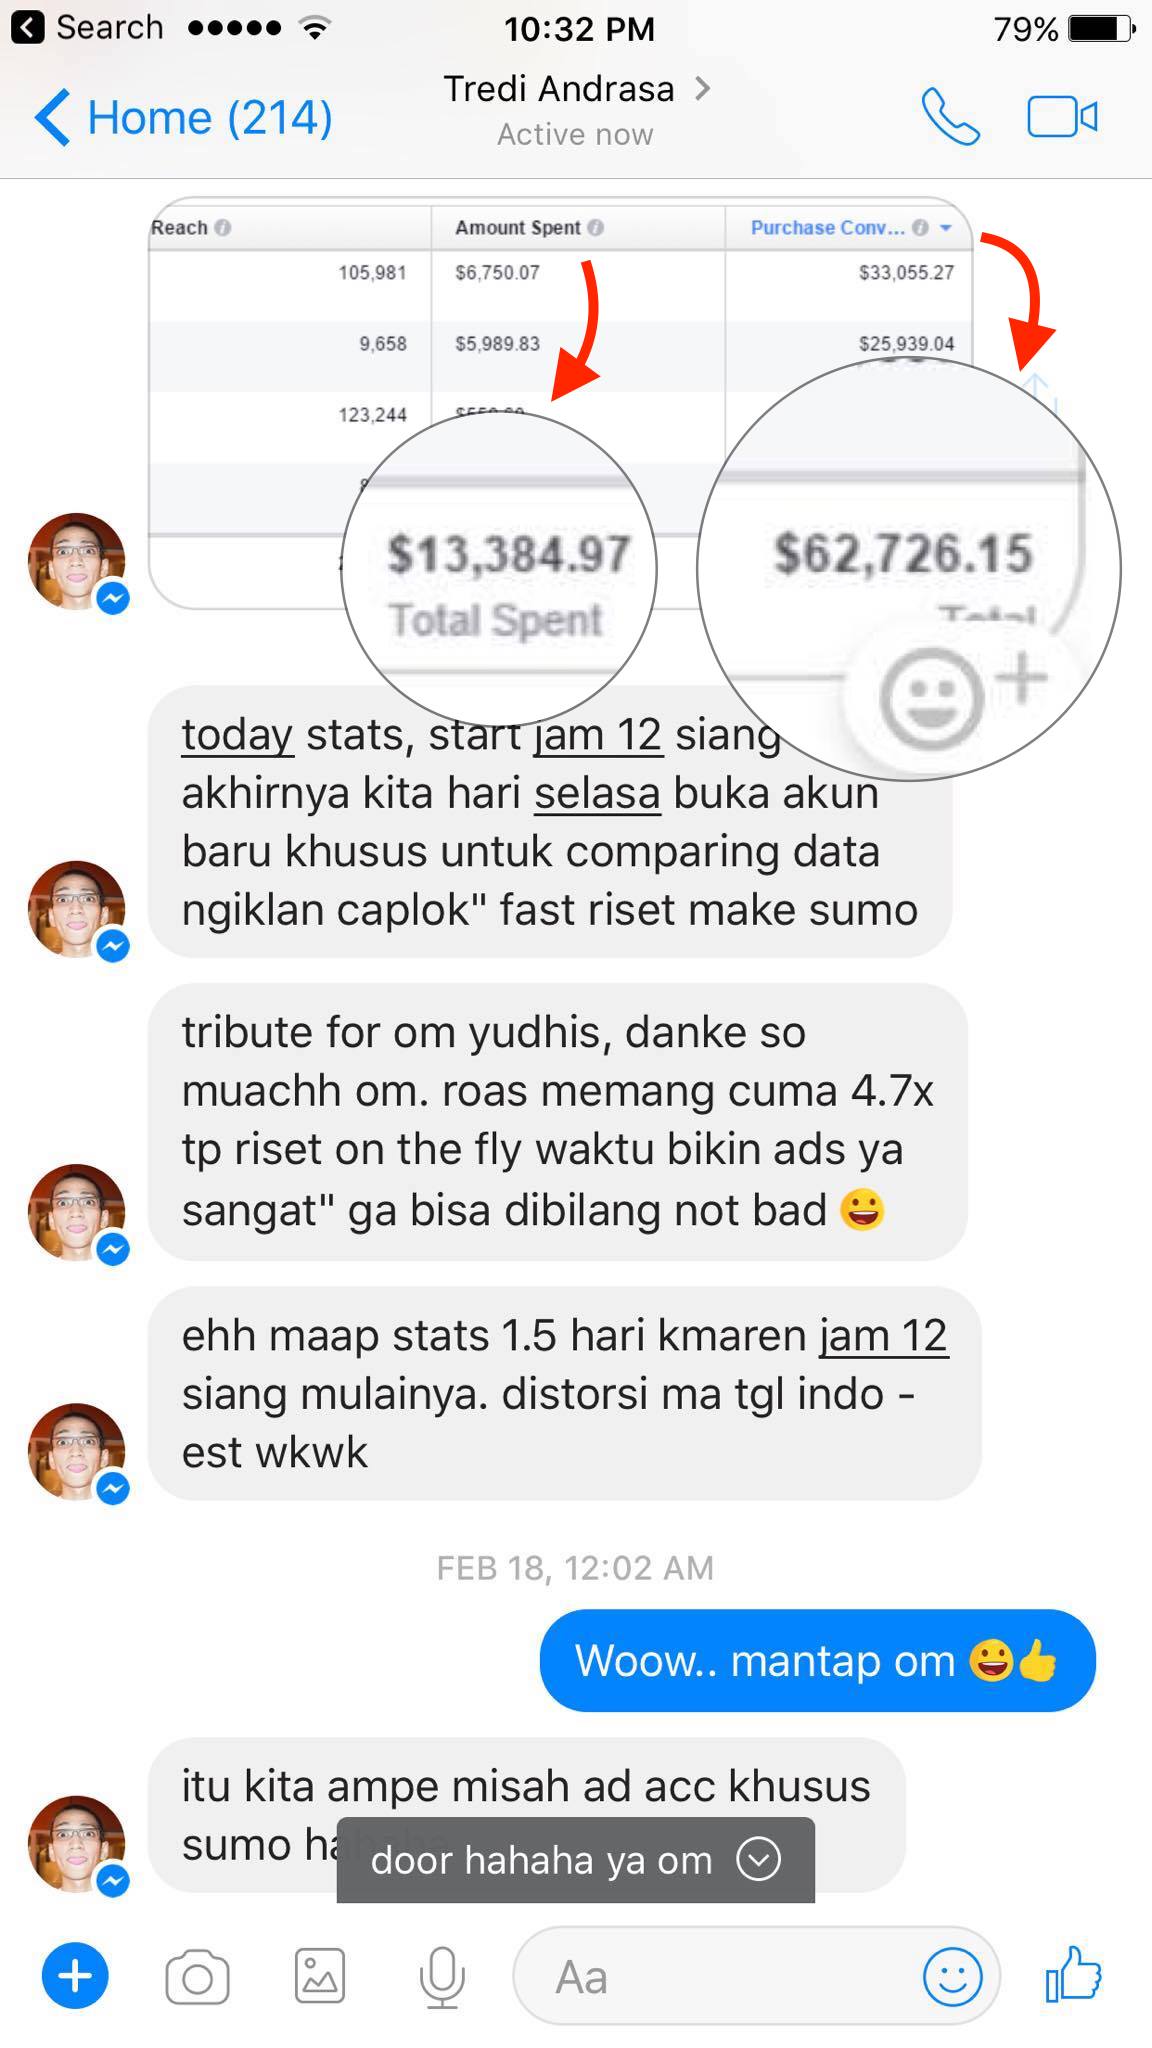 Search 10:32 PM 79%
Home (214) Tredi Andrasa
Active now
Reach Amount Spent Purchase Conv...
105,981 $6,750.07 $33,055.27
9,658 $5,989.83 $25,939.04
123,244
$13,384.97 $62,726.15
Total Spent Total
today stats, start jam 12 siang
akhirnya kita hari selasa buka akun
baru khusus untuk comparing data
ngiklan caplok" fast riset make sumo
tribute for om yudhis, danke so
muachh om. roas memang cuma 4.7x
tp riset on the fly waktu bikin ads ya
sangat" ga bisa dibilang not bad 😀
ehh maap stats 1.5 hari kmaren jam 12
siang mulainya. distorsi ma tgl indo -
est wkwk
FEB 18, 12:02 AM
Woow.. mantap om 😀👍
itu kita ampe misah ad acc khusus
sumo hahaha
door hahaha ya om
Aa